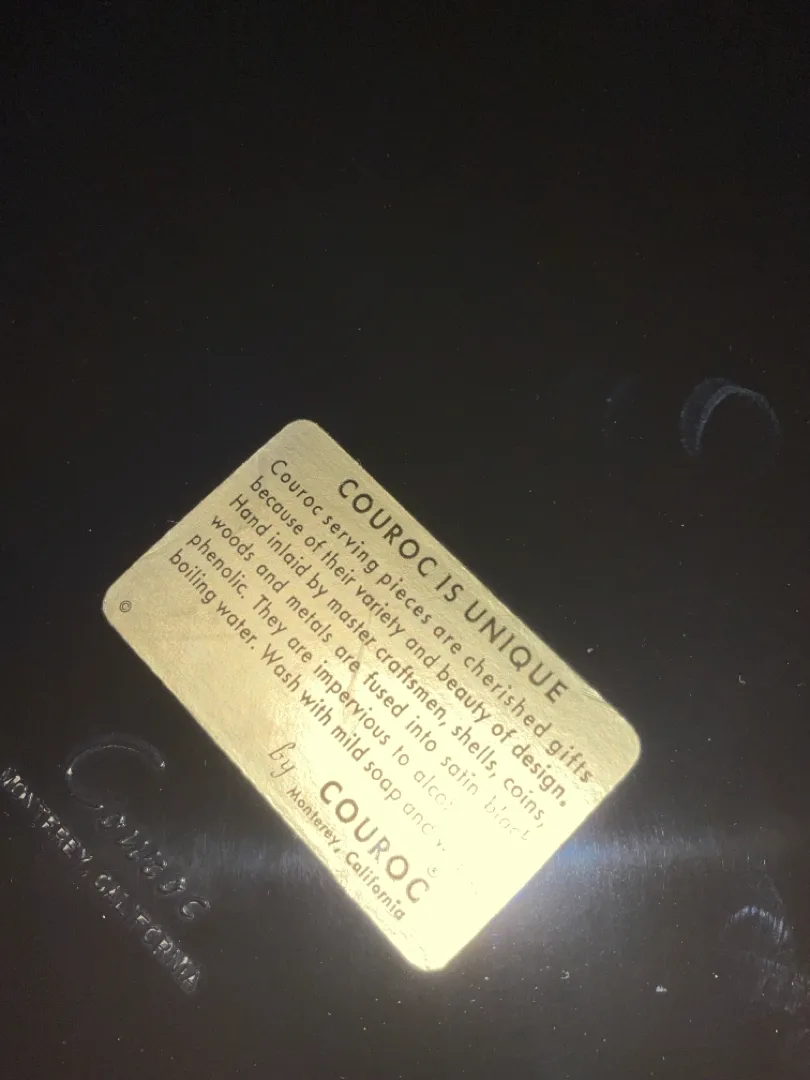 COUROC IS UNIQUE
Couroc serving pieces are cherished gifts
because of their variety and beauty of design.
Hand inlaid by master craftsmen, shells, coins,
woods and metals are fused into satin black
phenolic. They are impervious to
boiling water. Wash with mild soap and
by COUROC ®
Monterey, California
©
Couroc
MONTEREY, CALIFORNIA